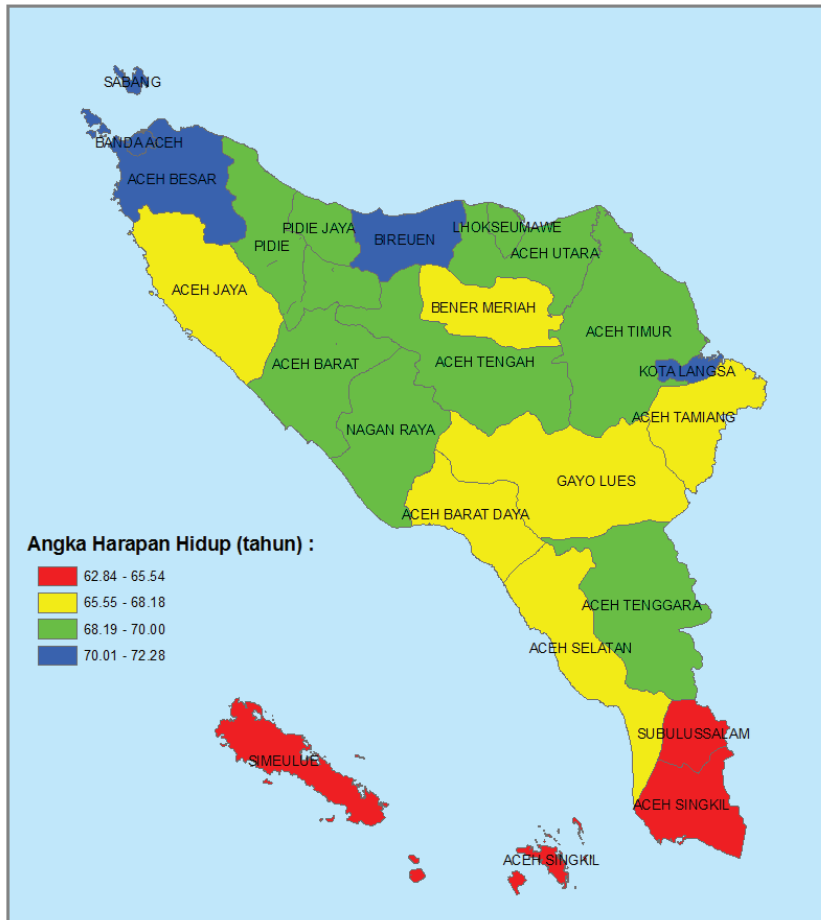 SABANG
BANDA ACEH
ACEH BESAR
PIDIE JAYA
LHOKSEUMAWE
BIREUEN
PIDIE
ACEH UTARA
ACEH JAYA
BENER MERIAH
ACEH TIMUR
ACEH BARAT
ACEH TENGAH
KOTA LANGSA
ACEH TAMIANG
NAGAN RAYA
GAYO LUES
ACEH BARAT DAYA
Angka Harapan Hidup (tahun) :
62.84 - 65.54
65.55 - 68.18
68.19 - 70.00
70.01 - 72.28
ACEH TENGGARA
ACEH SELATAN
SUBULUSSALAM
SIMEULUE
ACEH SINGKIL
ACEH SINGKIL